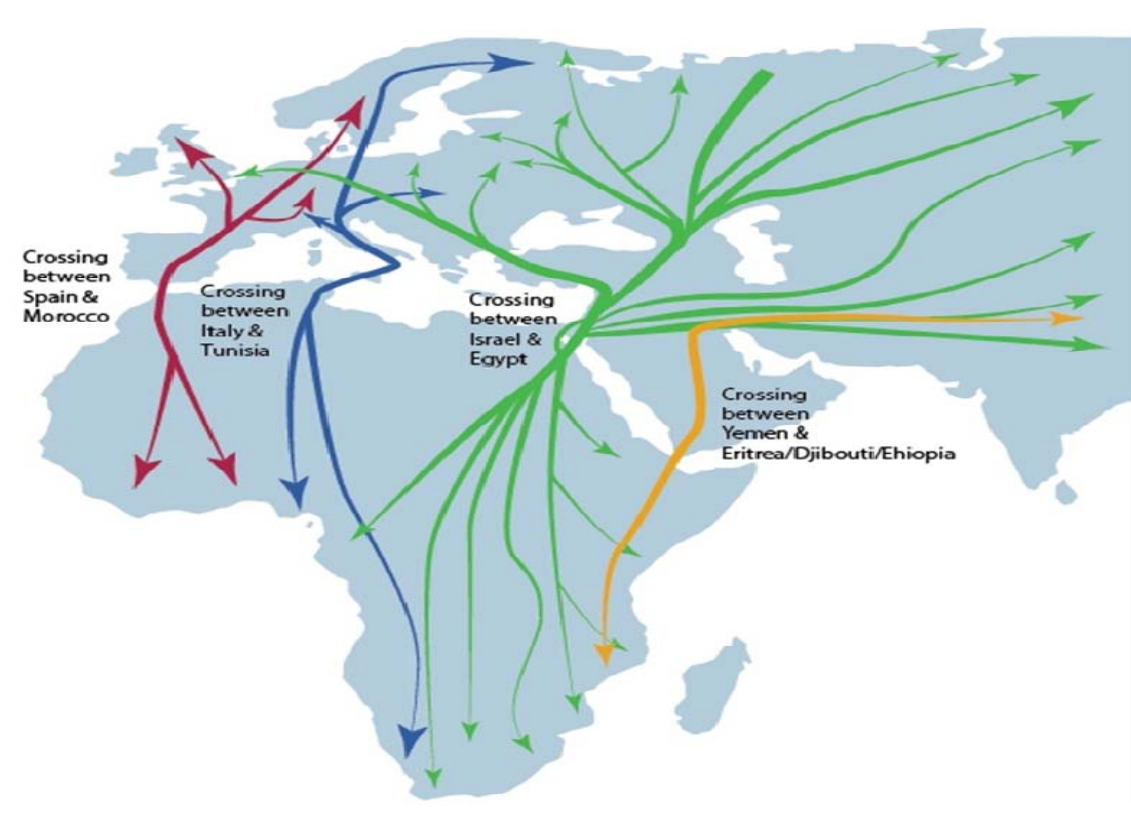 Crossing
between
Spain &
Morocco
Crossing
between
Italy &
Tunisia
Crossing
between
Israel &
Egypt
Crossing
between
Yemen &
Eritrea/Djibouti/Ehiopia